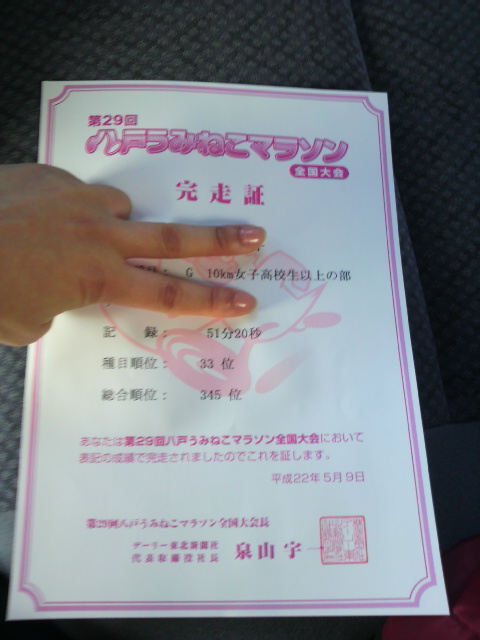 第29回
八戸うみねこマラソン
全国大会
完走証
G 10km女子高校生以上の部
記 録： 51分20秒
種目順位： 33 位
総合順位： 345 位
あなたは第29回八戸うみねこマラソン全国大会において
表記の成績で完走されましたのでこれを証します。
平成22年5月9日
第29回八戸うみねこマラソン全国大会長
デーリー東北新聞社
代表取締役社長 泉山宇一